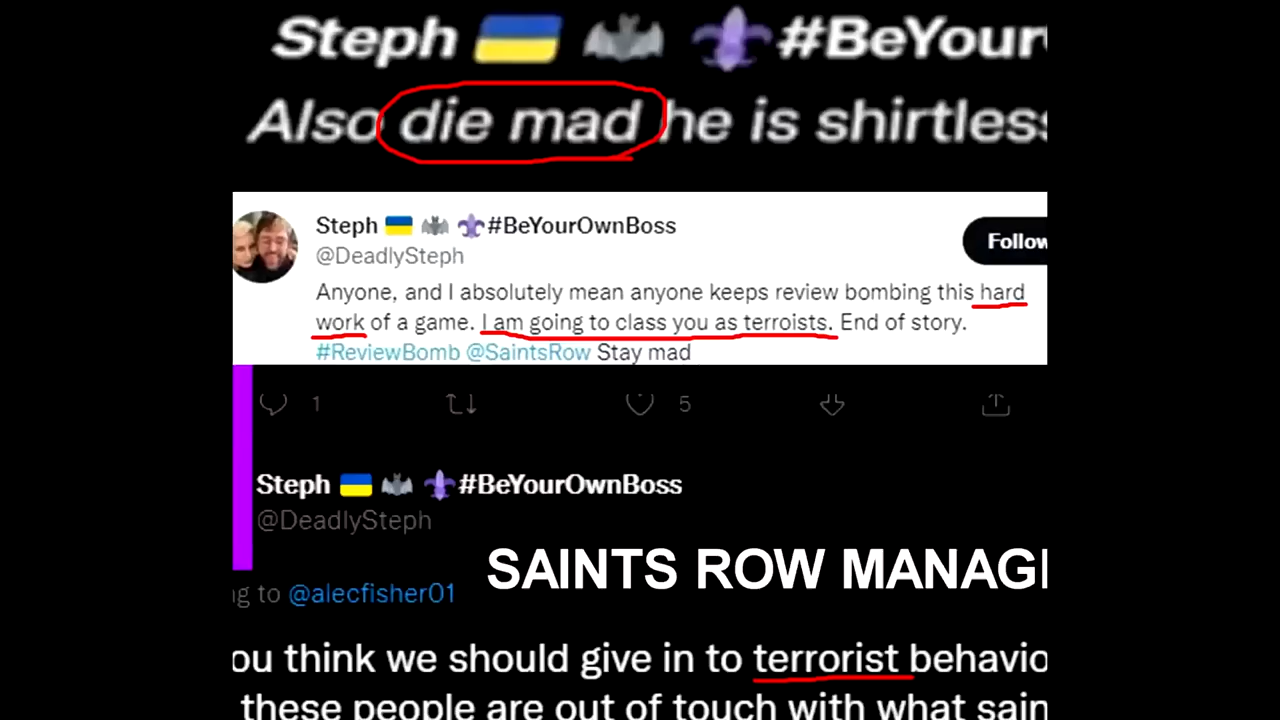 Steph 🇺🇦 🦇 ⚜️#BeYour
Also die mad he is shirtless
Steph 🇺🇦 🦇 ⚜️#BeYourOwnBoss
@DeadlySteph
Follow
Anyone, and I absolutely mean anyone keeps review bombing this hard
work of a game. I am going to class you as terroists. End of story.
#ReviewBomb @SaintsRow Stay mad
1 5
Steph 🇺🇦 🦇 ⚜️#BeYourOwnBoss
@DeadlySteph
SAINTS ROW MANAG
ng to @alecfisher01
ou think we should give in to terrorist behavio
these people are out of touch with what sain